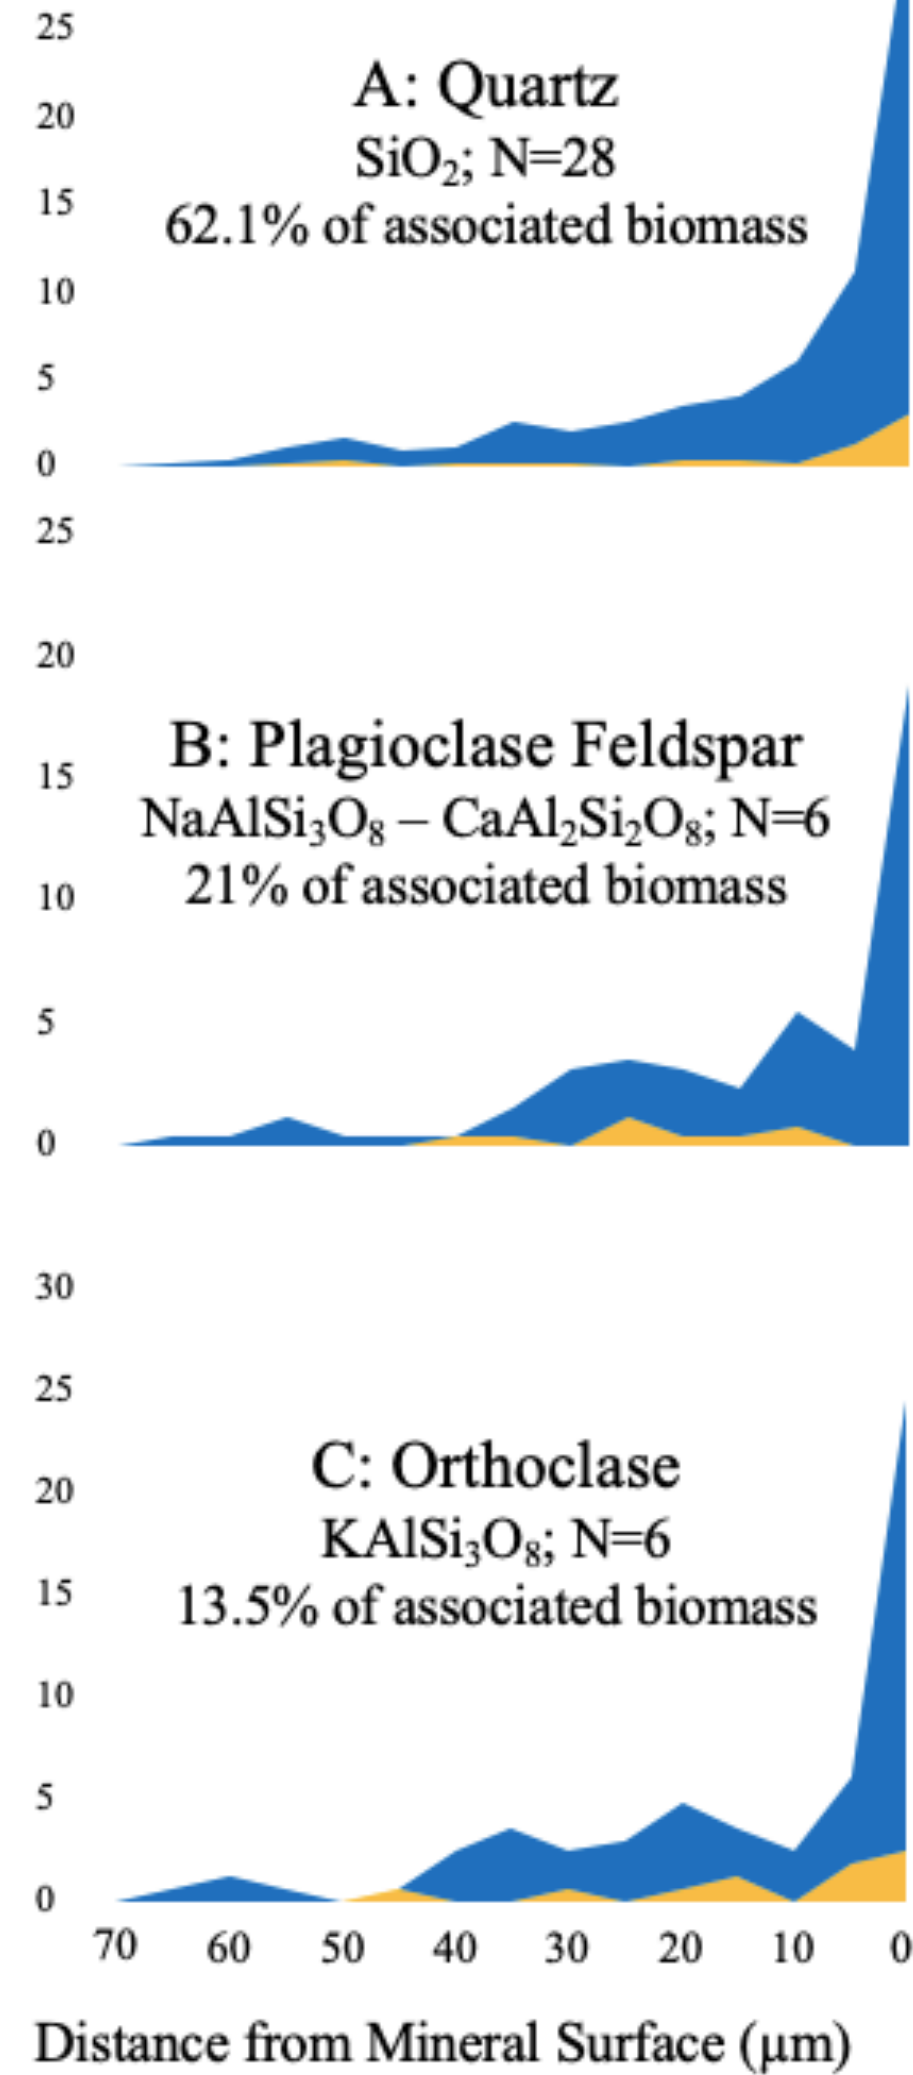 25
A: Quartz
20
SiO₂; N=28
15
62.1% of associated biomass
10
5
0
25
20
B: Plagioclase Feldspar
15
NaAlSi₃O₈ – CaAl₂Si₂O₈; N=6
21% of associated biomass
10
5
0
30
25
C: Orthoclase
20
KAlSi₃O₈; N=6
15
13.5% of associated biomass
10
5
0
70 60 50 40 30 20 10 0
Distance from Mineral Surface (μm)